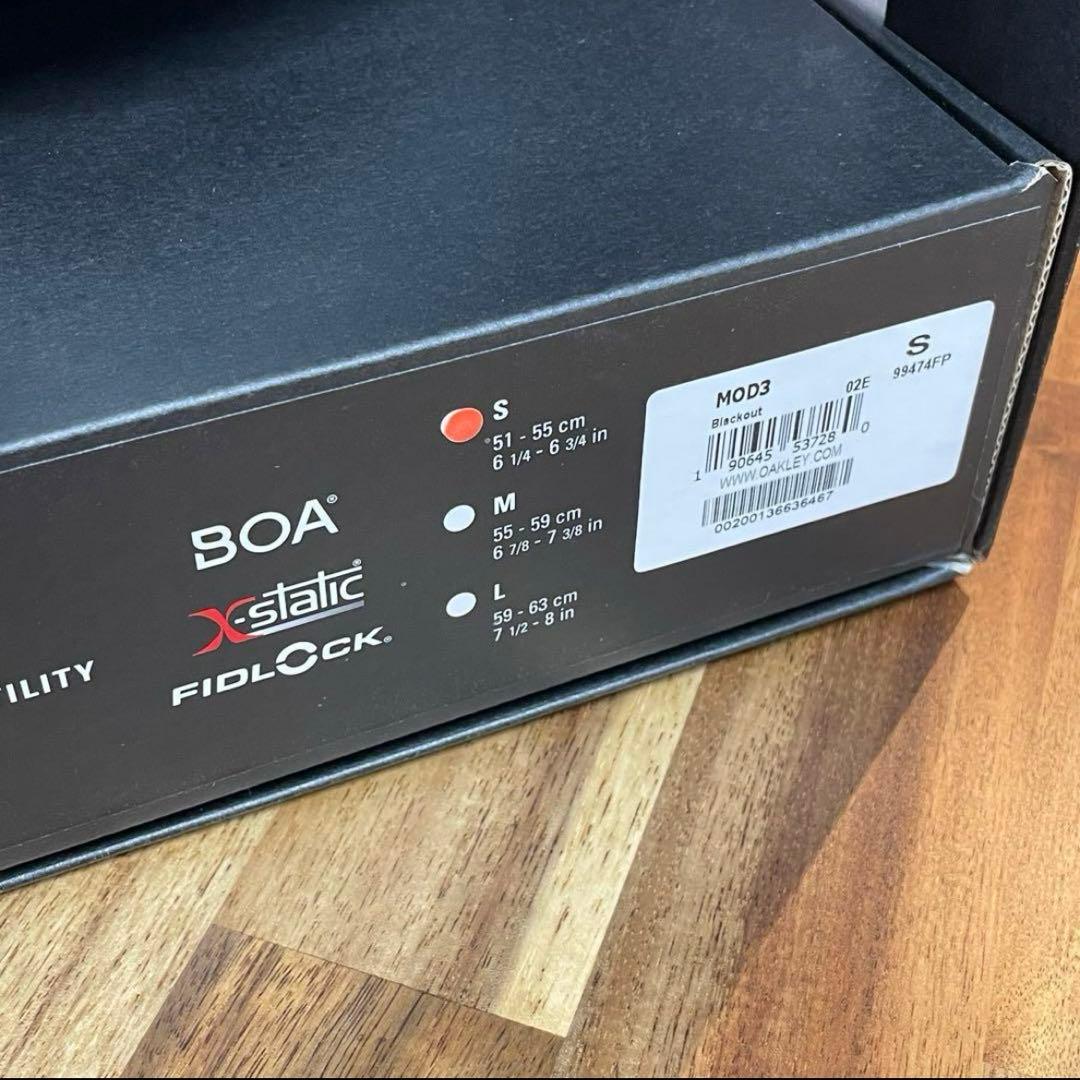 TILITY
BOA®
X-static®
FIDLOCK®
S
51 - 55 cm
6 1/4 - 6 3/4 in
M
55 - 59 cm
6 7/8 - 7 3/8 in
L
59 - 63 cm
7 1/2 - 8 in
MOD3 02E S
Blackout 99474FP
1 90645 53728 0
WWW.OAKLEY.COM
00200136636467